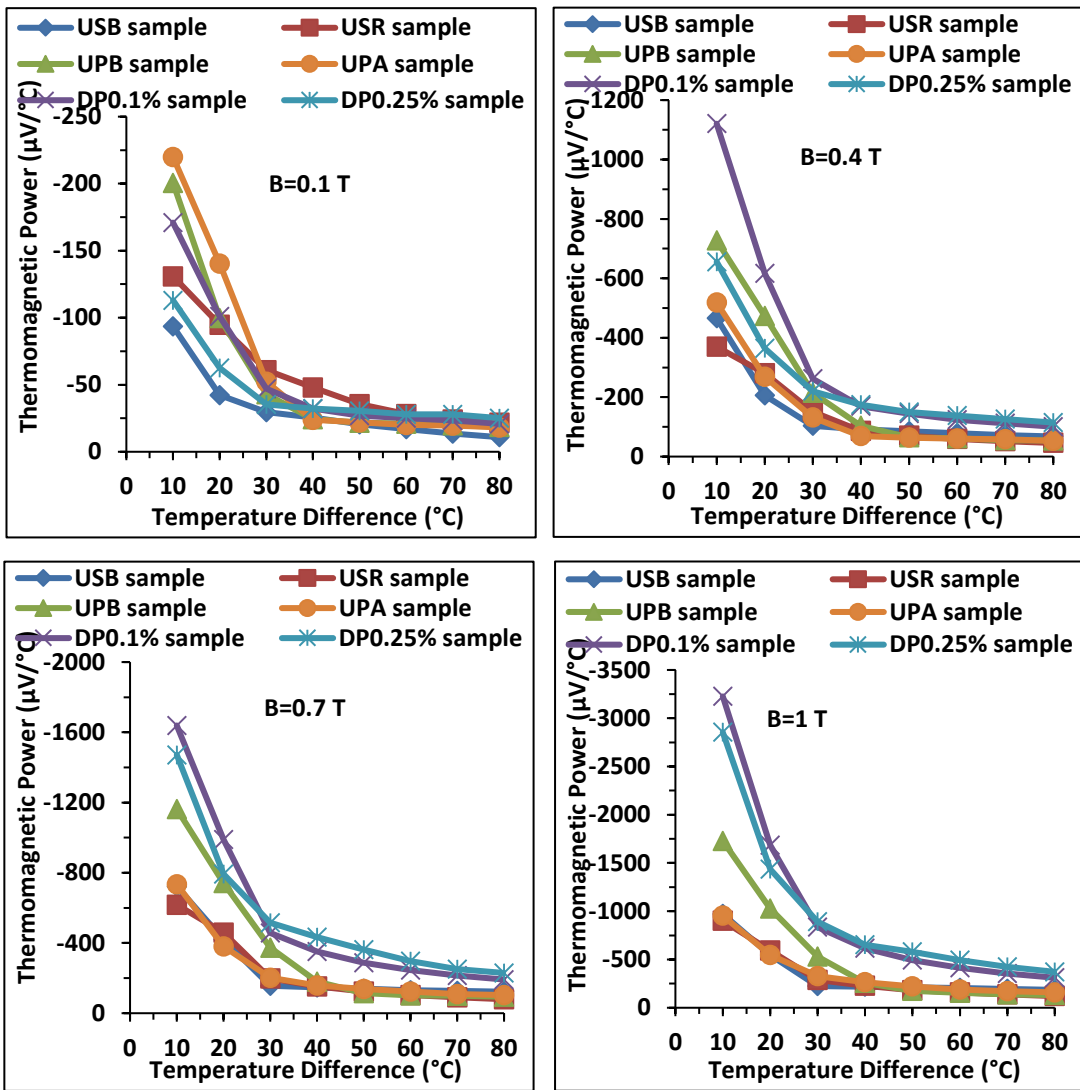 USB sample USR sample
UPB sample UPA sample
DP0.1% sample DP0.25% sample
Thermomagnetic Power (µV/°C)
-250
-200
-150
-100
-50
0
B=0.1 T
0 10 20 30 40 50 60 70 80
Temperature Difference (°C)
USB sample USR sample
UPB sample UPA sample
DP0.1% sample DP0.25% sample
Thermomagnetic Power (µV/°C)
1200
-1000
-800
-600
-400
-200
0
B=0.4 T
0 10 20 30 40 50 60 70 80
Temperature Difference (°C)
USB sample USR sample
UPB sample UPA sample
DP0.1% sample DP0.25% sample
Thermomagnetic Power (µV/°C)
-2000
-1600
-1200
-800
-400
0
B=0.7 T
0 10 20 30 40 50 60 70 80
Temperature Difference (°C)
USB sample USR sample
UPB sample UPA sample
DP0.1% sample DP0.25% sample
Thermomagnetic Power (µV/°C)
-3500
-3000
-2500
-2000
-1500
-1000
-500
0
B=1 T
0 10 20 30 40 50 60 70 80
Temperature Difference (°C)